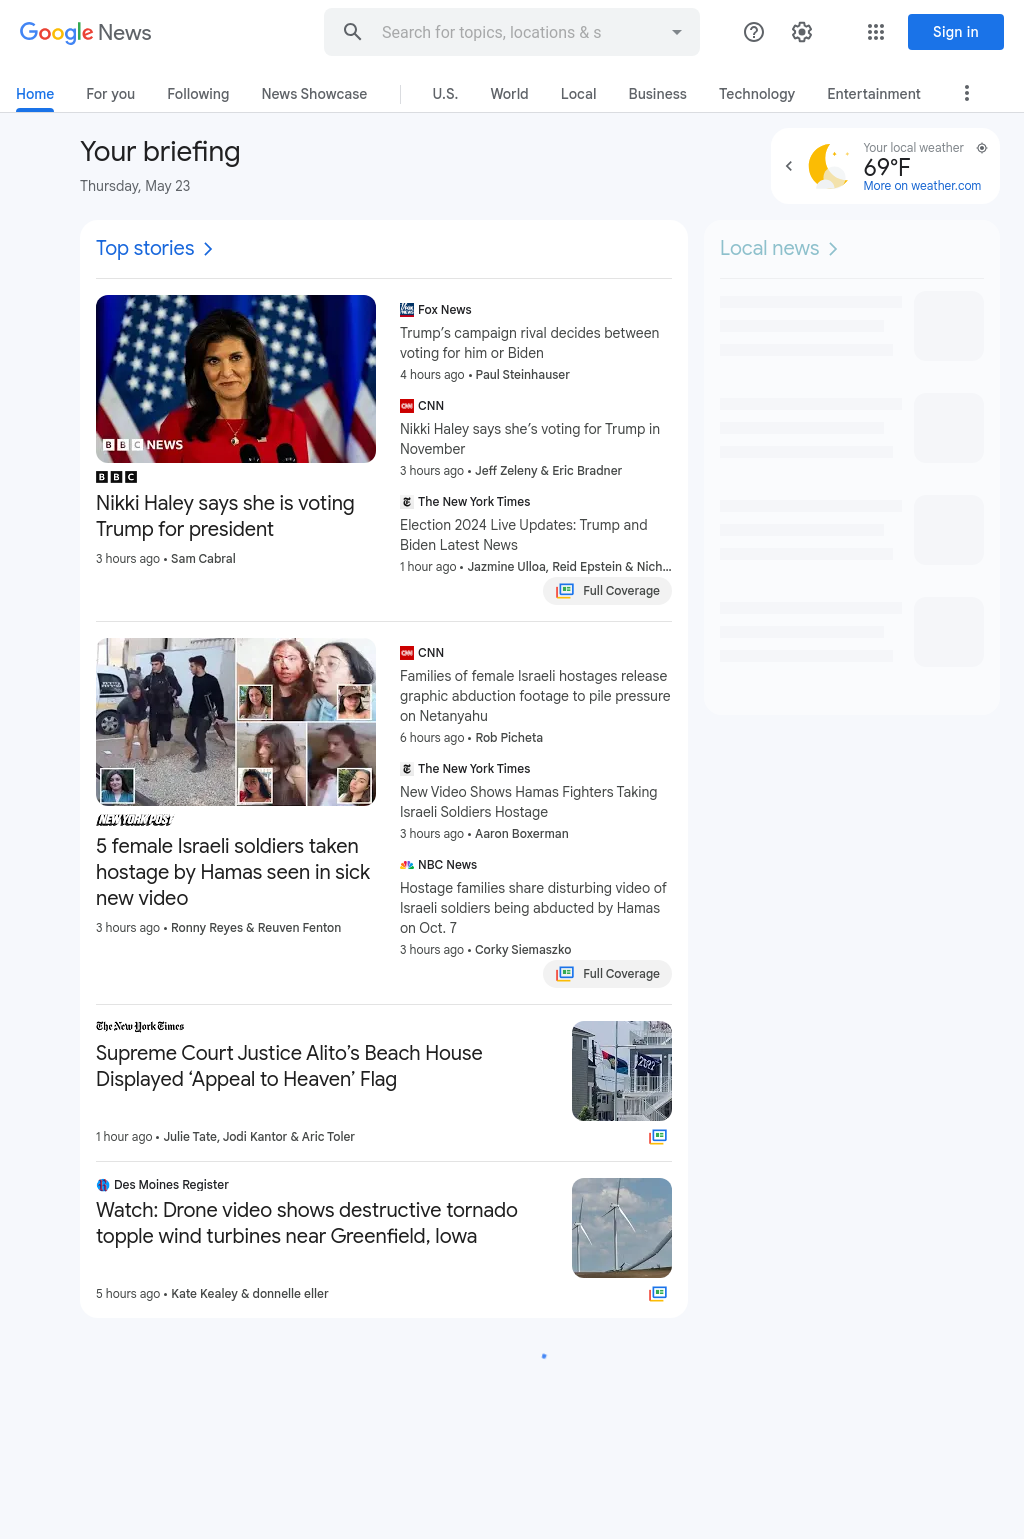 Google News
Search for topics, locations & s
Sign in
Home
For you
Following
News Showcase
U.S.
World
Local
Business
Technology
Entertainment
Your briefing
Thursday, May 23
Your local weather
69°F
More on weather.com
Top stories
BBC NEWS
BBC
Nikki Haley says she is voting
Trump for president
3 hours ago • Sam Cabral
Fox News
Trump’s campaign rival decides between
voting for him or Biden
4 hours ago • Paul Steinhauser
CNN
CNN
Nikki Haley says she’s voting for Trump in
November
3 hours ago • Jeff Zeleny & Eric Bradner
The New York Times
Election 2024 Live Updates: Trump and
Biden Latest News
1 hour ago • Jazmine Ulloa, Reid Epstein & Nich...
Full Coverage
NEW YORK POST
5 female Israeli soldiers taken
hostage by Hamas seen in sick
new video
3 hours ago • Ronny Reyes & Reuven Fenton
CNN
CNN
Families of female Israeli hostages release
graphic abduction footage to pile pressure
on Netanyahu
6 hours ago • Rob Picheta
The New York Times
New Video Shows Hamas Fighters Taking
Israeli Soldiers Hostage
3 hours ago • Aaron Boxerman
NBC News
Hostage families share disturbing video of
Israeli soldiers being abducted by Hamas
on Oct. 7
3 hours ago • Corky Siemaszko
Full Coverage
The New York Times
Supreme Court Justice Alito’s Beach House
Displayed ‘Appeal to Heaven’ Flag
2022
1 hour ago • Julie Tate, Jodi Kantor & Aric Toler
Des Moines Register
Watch: Drone video shows destructive tornado
topple wind turbines near Greenfield, Iowa
5 hours ago • Kate Kealey & donnelle eller
Local news